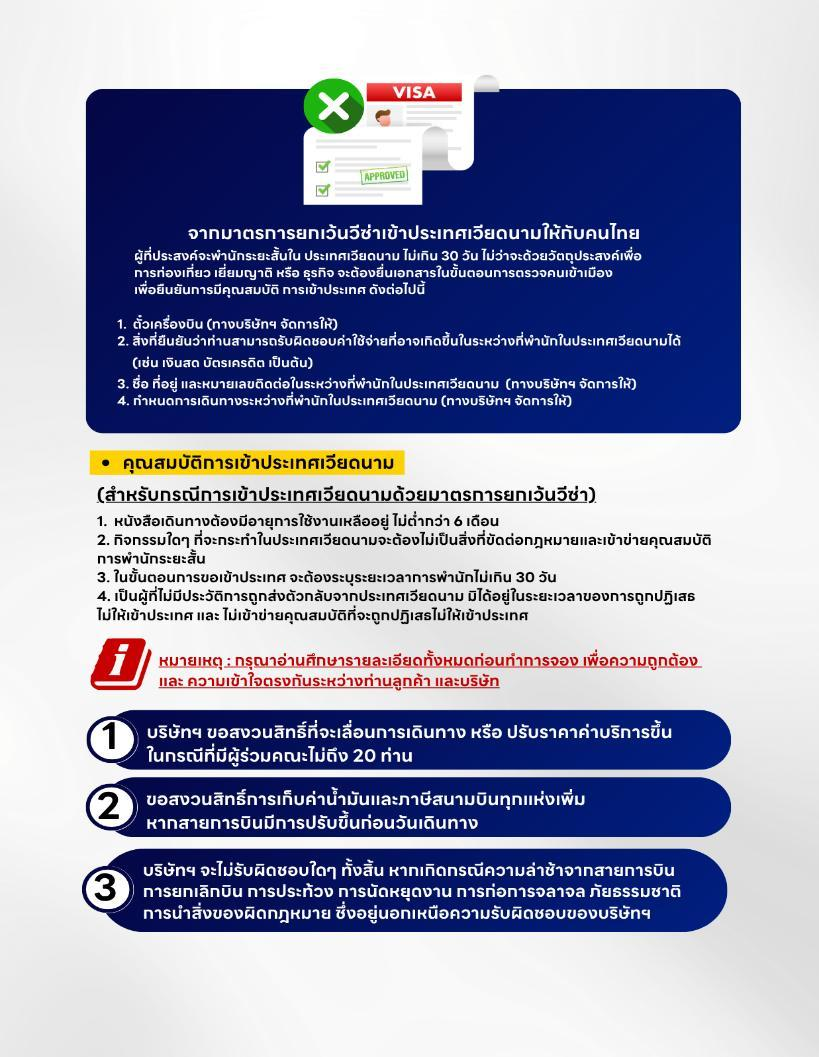 VISA
APPROVED
จากมาตรการยกเว้นวีซ่าเข้าประเทศเวียดนามให้กับคนไทย
ผู้ที่ประสงค์จะพำนักระยะสั้นใน ประเทศเวียดนาม ไม่เกิน 30 วัน ไม่ว่าจะด้วยวัตถุประสงค์เพื่อ
การท่องเที่ยว เยี่ยมญาติ หรือ ธุรกิจ จะต้องยื่นเอกสารในขั้นตอนการตรวจคนเข้าเมือง
เพื่อยืนยันการมีคุณสมบัติ การเข้าประเทศ ดังต่อไปนี้
1. ตั๋วเครื่องบิน (ทางบริษัทฯ จัดการให้)
2. สิ่งที่ยืนยันว่าท่านสามารถรับผิดชอบค่าใช้จ่ายที่อาจเกิดขึ้นในระหว่างที่พำนักในประเทศเวียดนามได้
(เช่น เงินสด บัตรเครดิต เป็นต้น)
3. ชื่อ ที่อยู่ และหมายเลขติดต่อในระหว่างที่พำนักในประเทศเวียดนาม (ทางบริษัทฯ จัดการให้)
4. กำหนดการเดินทางระหว่างที่พำนักในประเทศเวียดนาม (ทางบริษัทฯ จัดการให้)
• คุณสมบัติการเข้าประเทศเวียดนาม
(สำหรับกรณีการเข้าประเทศเวียดนามด้วยมาตรการยกเว้นวีซ่า)
1. หนังสือเดินทางต้องมีอายุการใช้งานเหลืออยู่ ไม่ต่ำกว่า 6 เดือน
2. กิจกรรมใดๆ ที่จะกระทำในประเทศเวียดนามจะต้องไม่เป็นสิ่งที่ขัดต่อกฎหมายและเข้าข่ายคุณสมบัติ
การพำนักระยะสั้น
3. ในขั้นตอนการขอเข้าประเทศ จะต้องระบุระยะเวลาการพำนักไม่เกิน 30 วัน
4. เป็นผู้ที่ไม่มีประวัติการถูกส่งตัวกลับจากประเทศเวียดนาม มิได้อยู่ในระยะเวลาของการถูกปฏิเสธ
ไม่ให้เข้าประเทศ และ ไม่เข้าข่ายคุณสมบัติที่จะถูกปฏิเสธไม่ให้เข้าประเทศ
หมายเหตุ : กรุณาอ่านศึกษารายละเอียดทั้งหมดก่อนทำการจอง เพื่อความถูกต้อง
และ ความเข้าใจตรงกันระหว่างท่านลูกค้า และบริษัท
1 บริษัทฯ ขอสงวนสิทธิ์ที่จะเลื่อนการเดินทาง หรือ ปรับราคาค่าบริการขึ้น
ในกรณีที่มีผู้ร่วมคณะไม่ถึง 20 ท่าน
2 ขอสงวนสิทธิ์การเก็บค่าน้ำมันและภาษีสนามบินทุกแห่งเพิ่ม
หากสายการบินมีการปรับขึ้นก่อนวันเดินทาง
3 บริษัทฯ จะไม่รับผิดชอบใดๆ ทั้งสิ้น หากเกิดกรณีความล่าช้าจากสายการบิน
การยกเลิกบิน การประท้วง การนัดหยุดงาน การก่อการจลาจล ภัยธรรมชาติ
การนำสิ่งของผิดกฎหมาย ซึ่งอยู่นอกเหนือความรับผิดชอบของบริษัทฯ